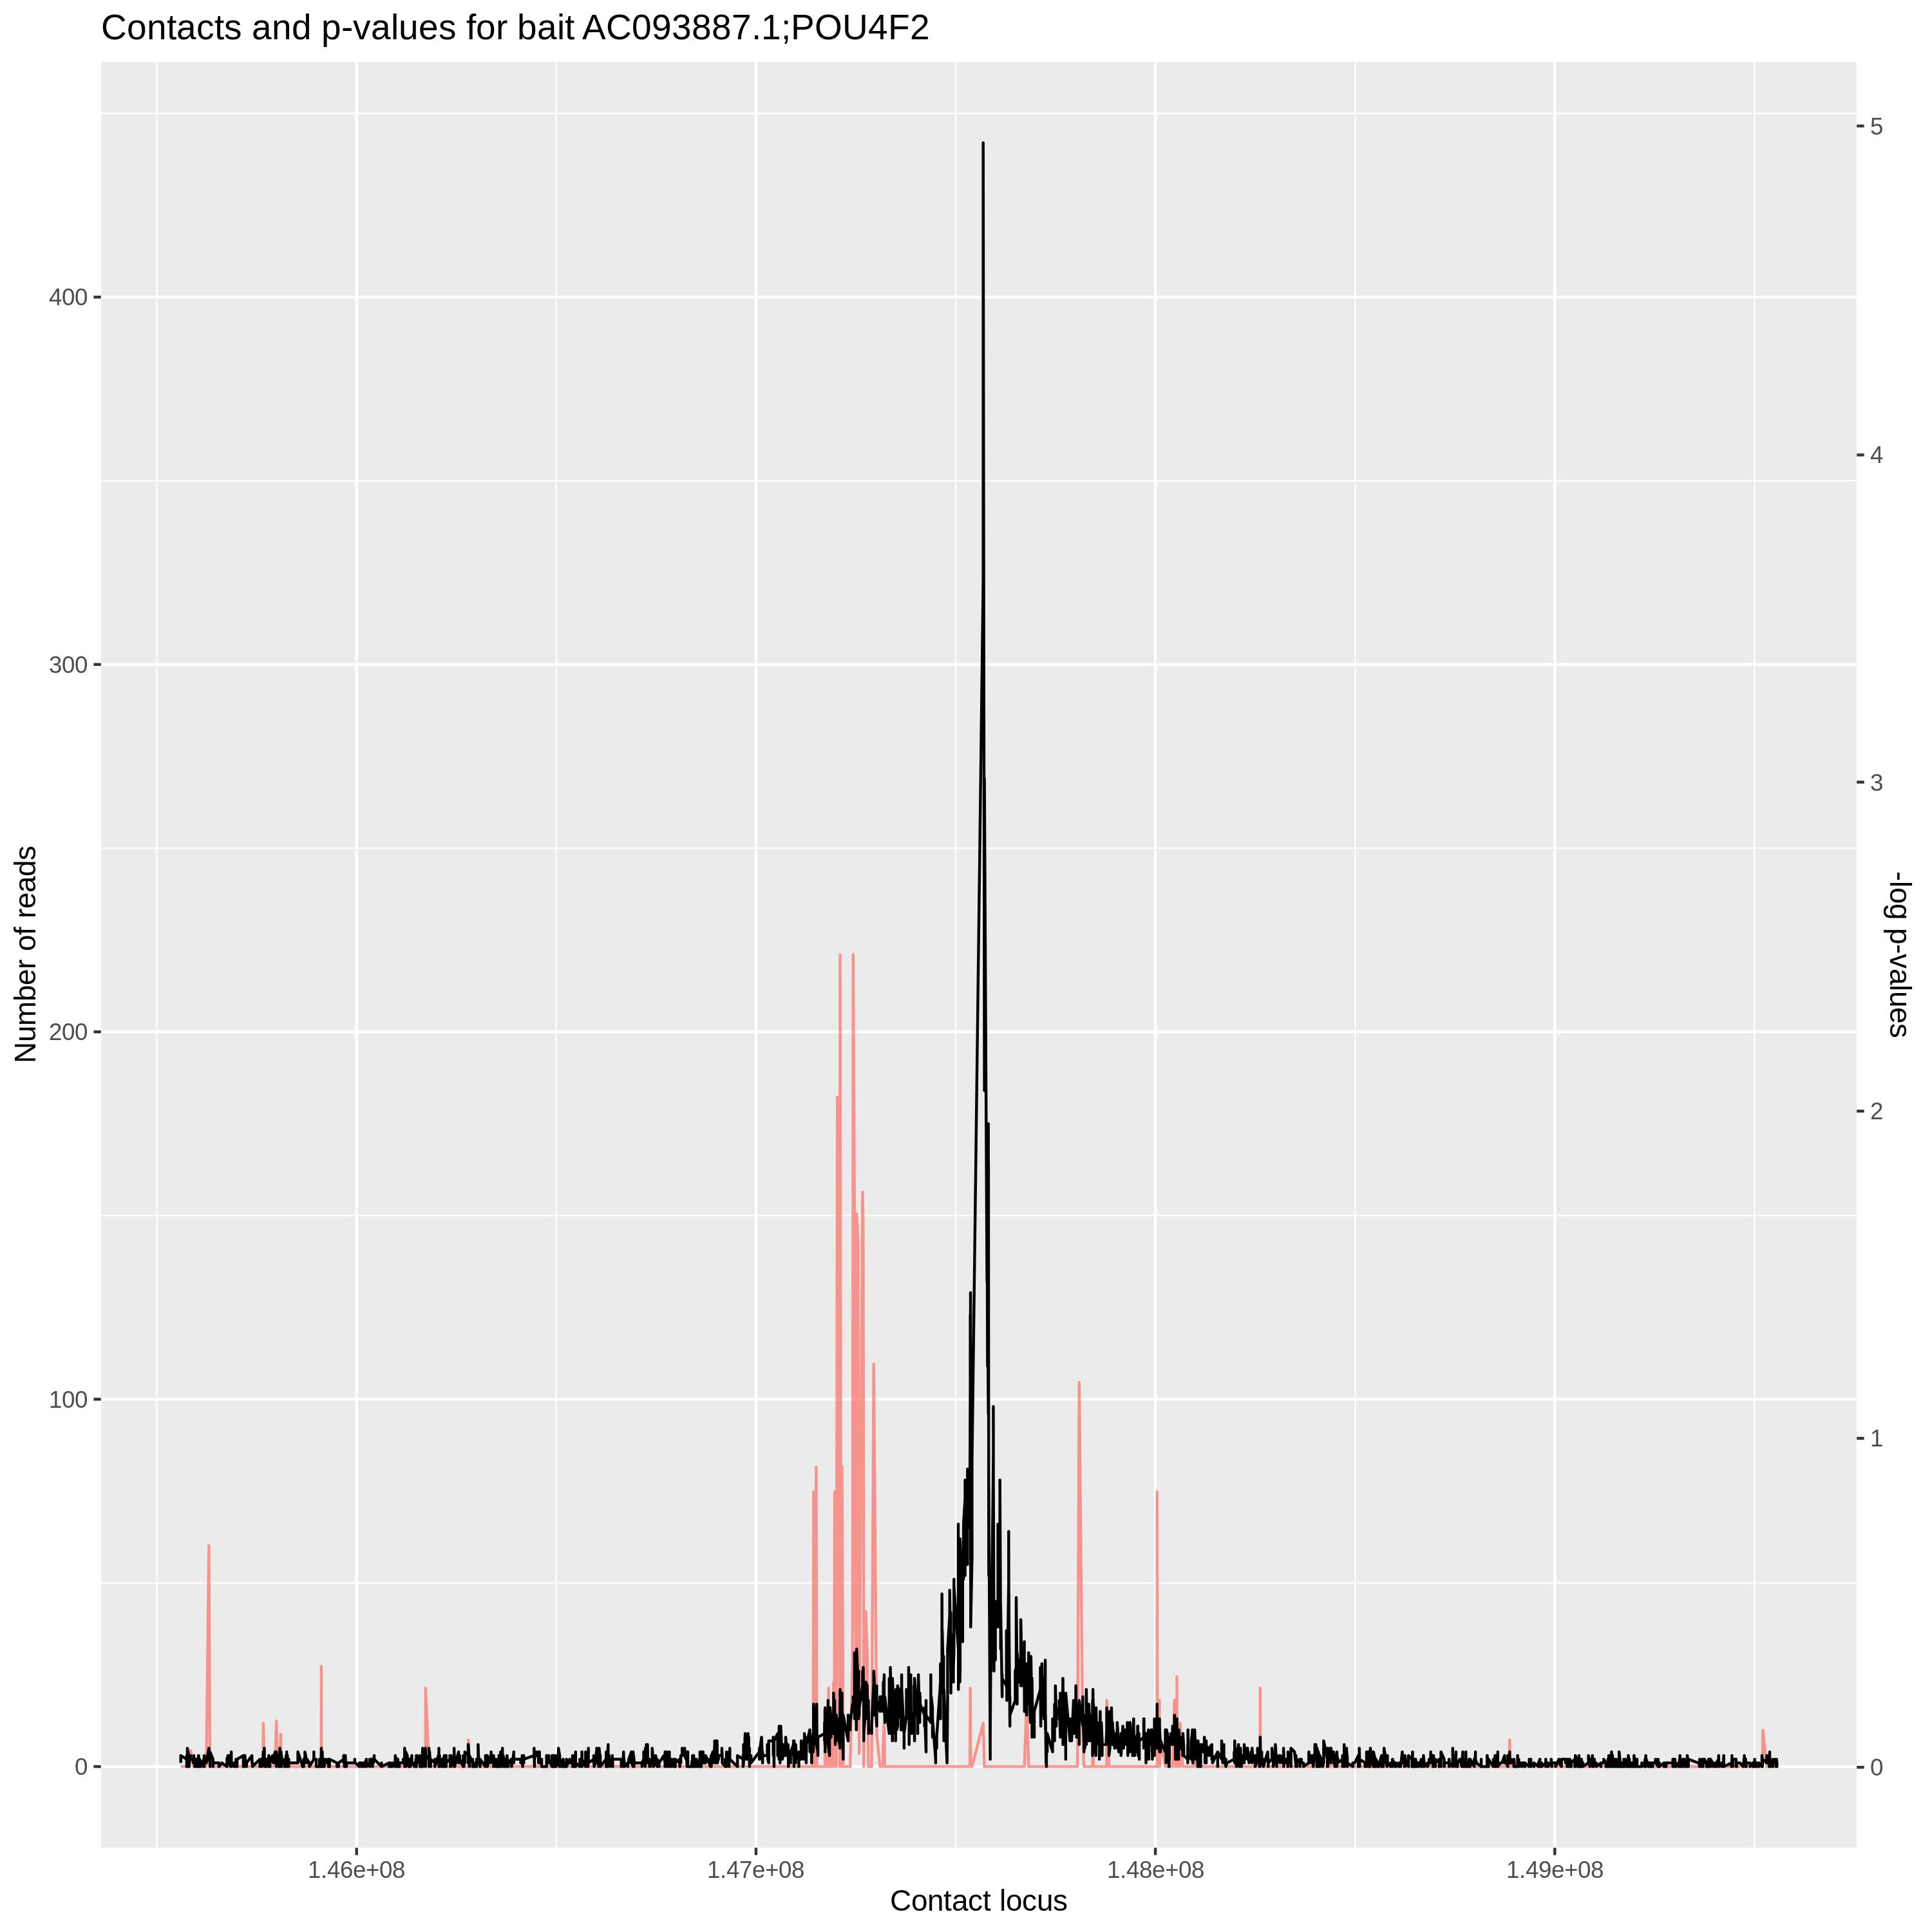 Contacts and p-values for bait AC093887.1;POU4F2
Number of reads
400
300
200
100
0
5
4
3
2
1
0
-log p-values
1.46e+08 1.47e+08 1.48e+08 1.49e+08
Contact locus